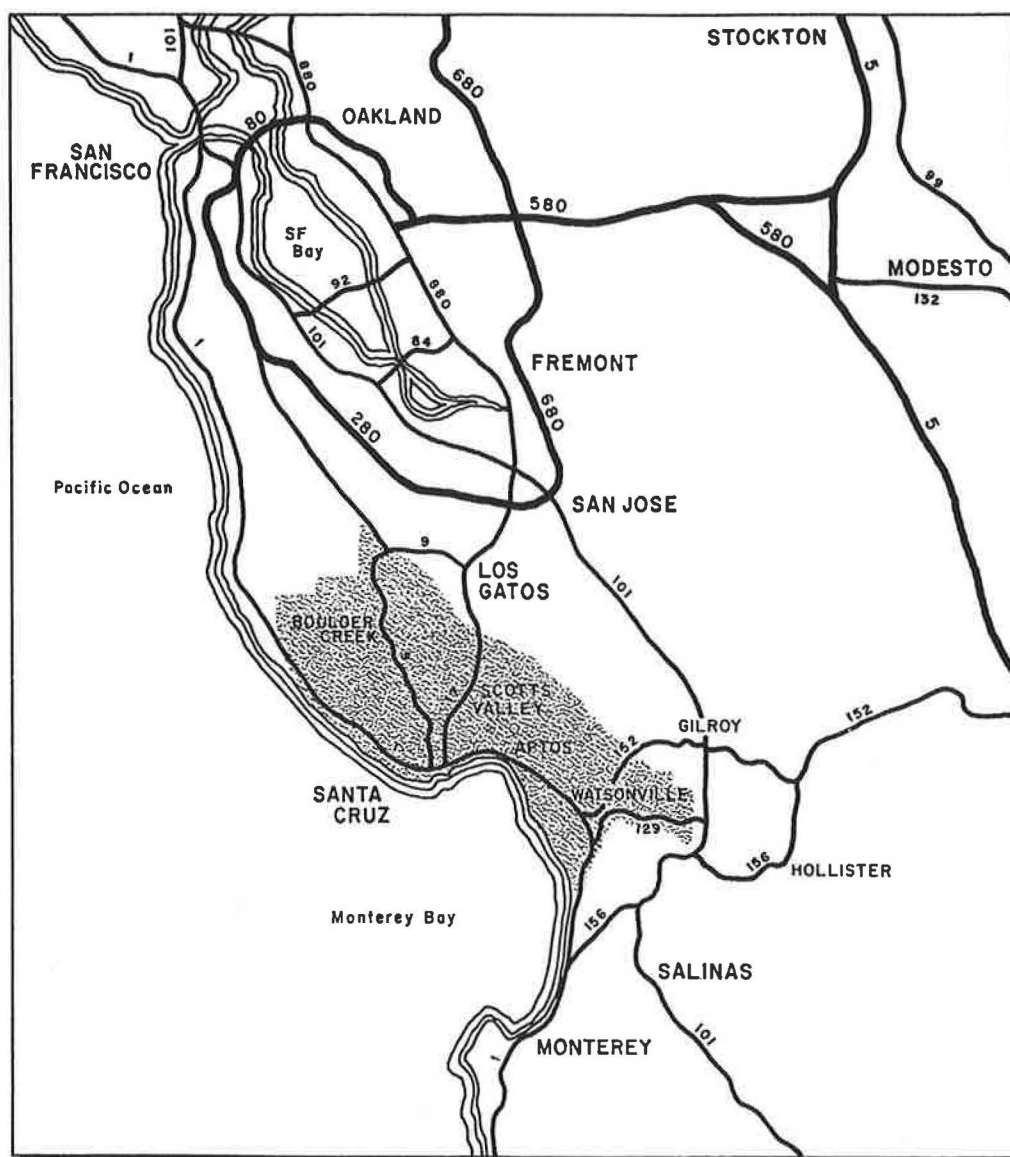 STOCKTON
1
101
880
680
5
80
OAKLAND
SAN
FRANCISCO
99
580
SF
Bay
580
MODESTO
132
92
880
1
101
84
FREMONT
280
680
5
Pacific Ocean
SAN JOSE
9
LOS
GATOS
101
BOULDER
CREEK
SCOTTS
VALLEY
152
GILROY
APTOS
152
SANTA
CRUZ
WATSONVILLE
129
156
HOLLISTER
Monterey Bay
156
SALINAS
MONTEREY
101
1